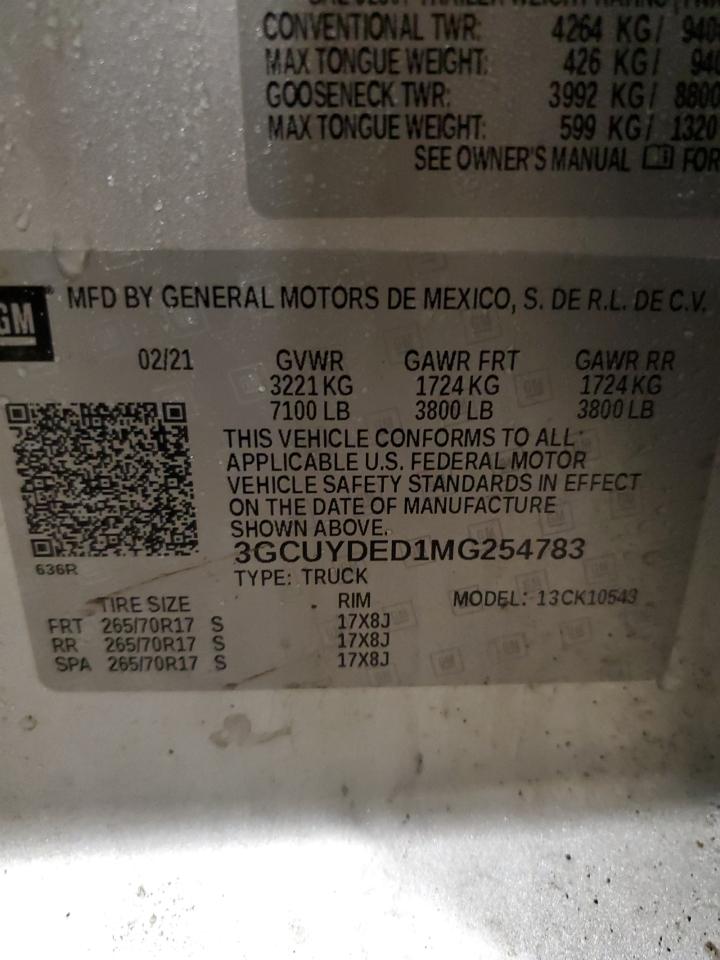 CONVENTIONAL TWR: 4264 KG/ 940
MAX TONGUE WEIGHT: 426 KG/ 940
GOOSENECK TWR: 3992 KG/ 8800
MAX TONGUE WEIGHT: 599 KG/ 1320
SEE OWNER'S MANUAL FOR
GM® MFD BY GENERAL MOTORS DE MEXICO, S. DE R.L. DE C.V.
02/21 GVWR GAWR FRT GAWR RR
3221 KG 1724 KG 1724 KG
7100 LB 3800 LB 3800 LB
THIS VEHICLE CONFORMS TO ALL
APPLICABLE U.S. FEDERAL MOTOR
VEHICLE SAFETY STANDARDS IN EFFECT
ON THE DATE OF MANUFACTURE
SHOWN ABOVE.
3GCUYDED1MG254783
636R
TYPE: TRUCK
TIRE SIZE RIM MODEL: 13CK10543
FRT 265/70R17 S 17X8J
RR 265/70R17 S 17X8J
SPA 265/70R17 S 17X8J